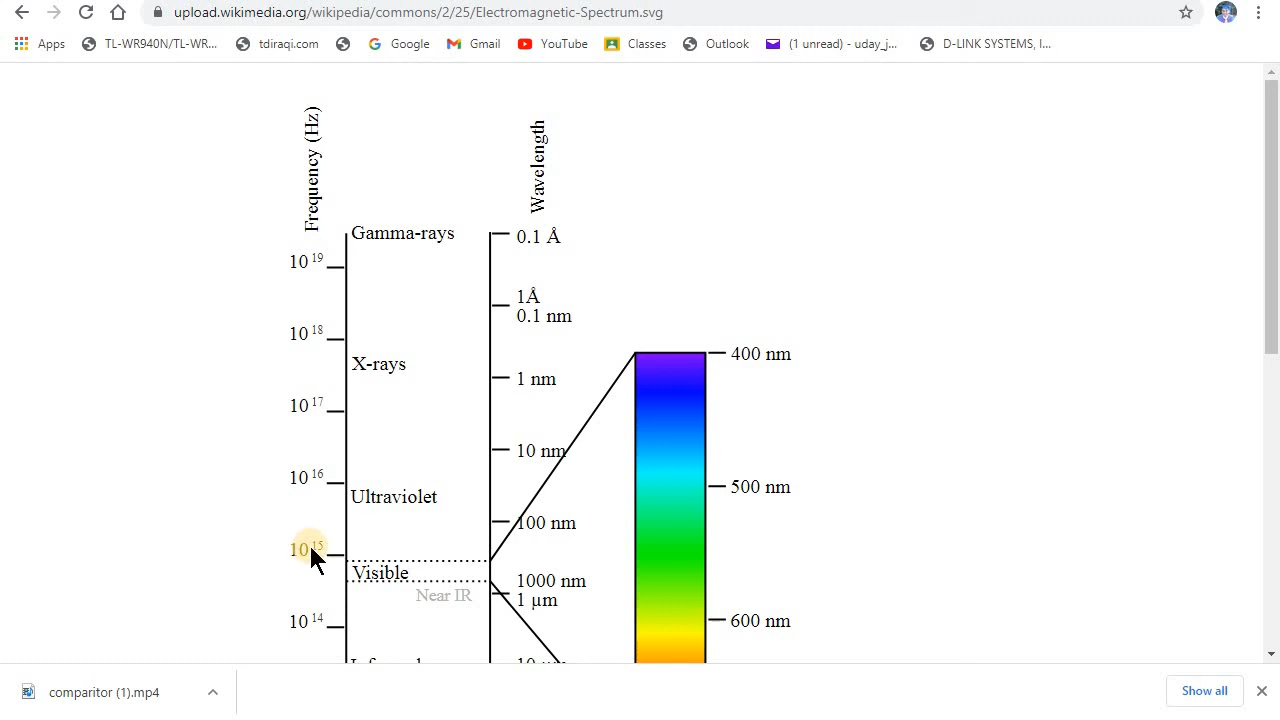 upload.wikimedia.org/wikipedia/commons/2/25/Electromagnetic-Spectrum.svg
Apps TL-WR940N/TL-WR... tdiraqi.com Google Gmail YouTube Classes Outlook (1 unread) - uday_j... D-LINK SYSTEMS, I...
Frequency (Hz)
Wavelength
Gamma-rays
0.1 Å
10 19
1Å
0.1 nm
10 18
400 nm
X-rays
1 nm
10 17
10 nm
10 16
500 nm
Ultraviolet
100 nm
10 15
Visible
1000 nm
Near IR
1 µm
10 14
600 nm
comparitor (1).mp4
Show all